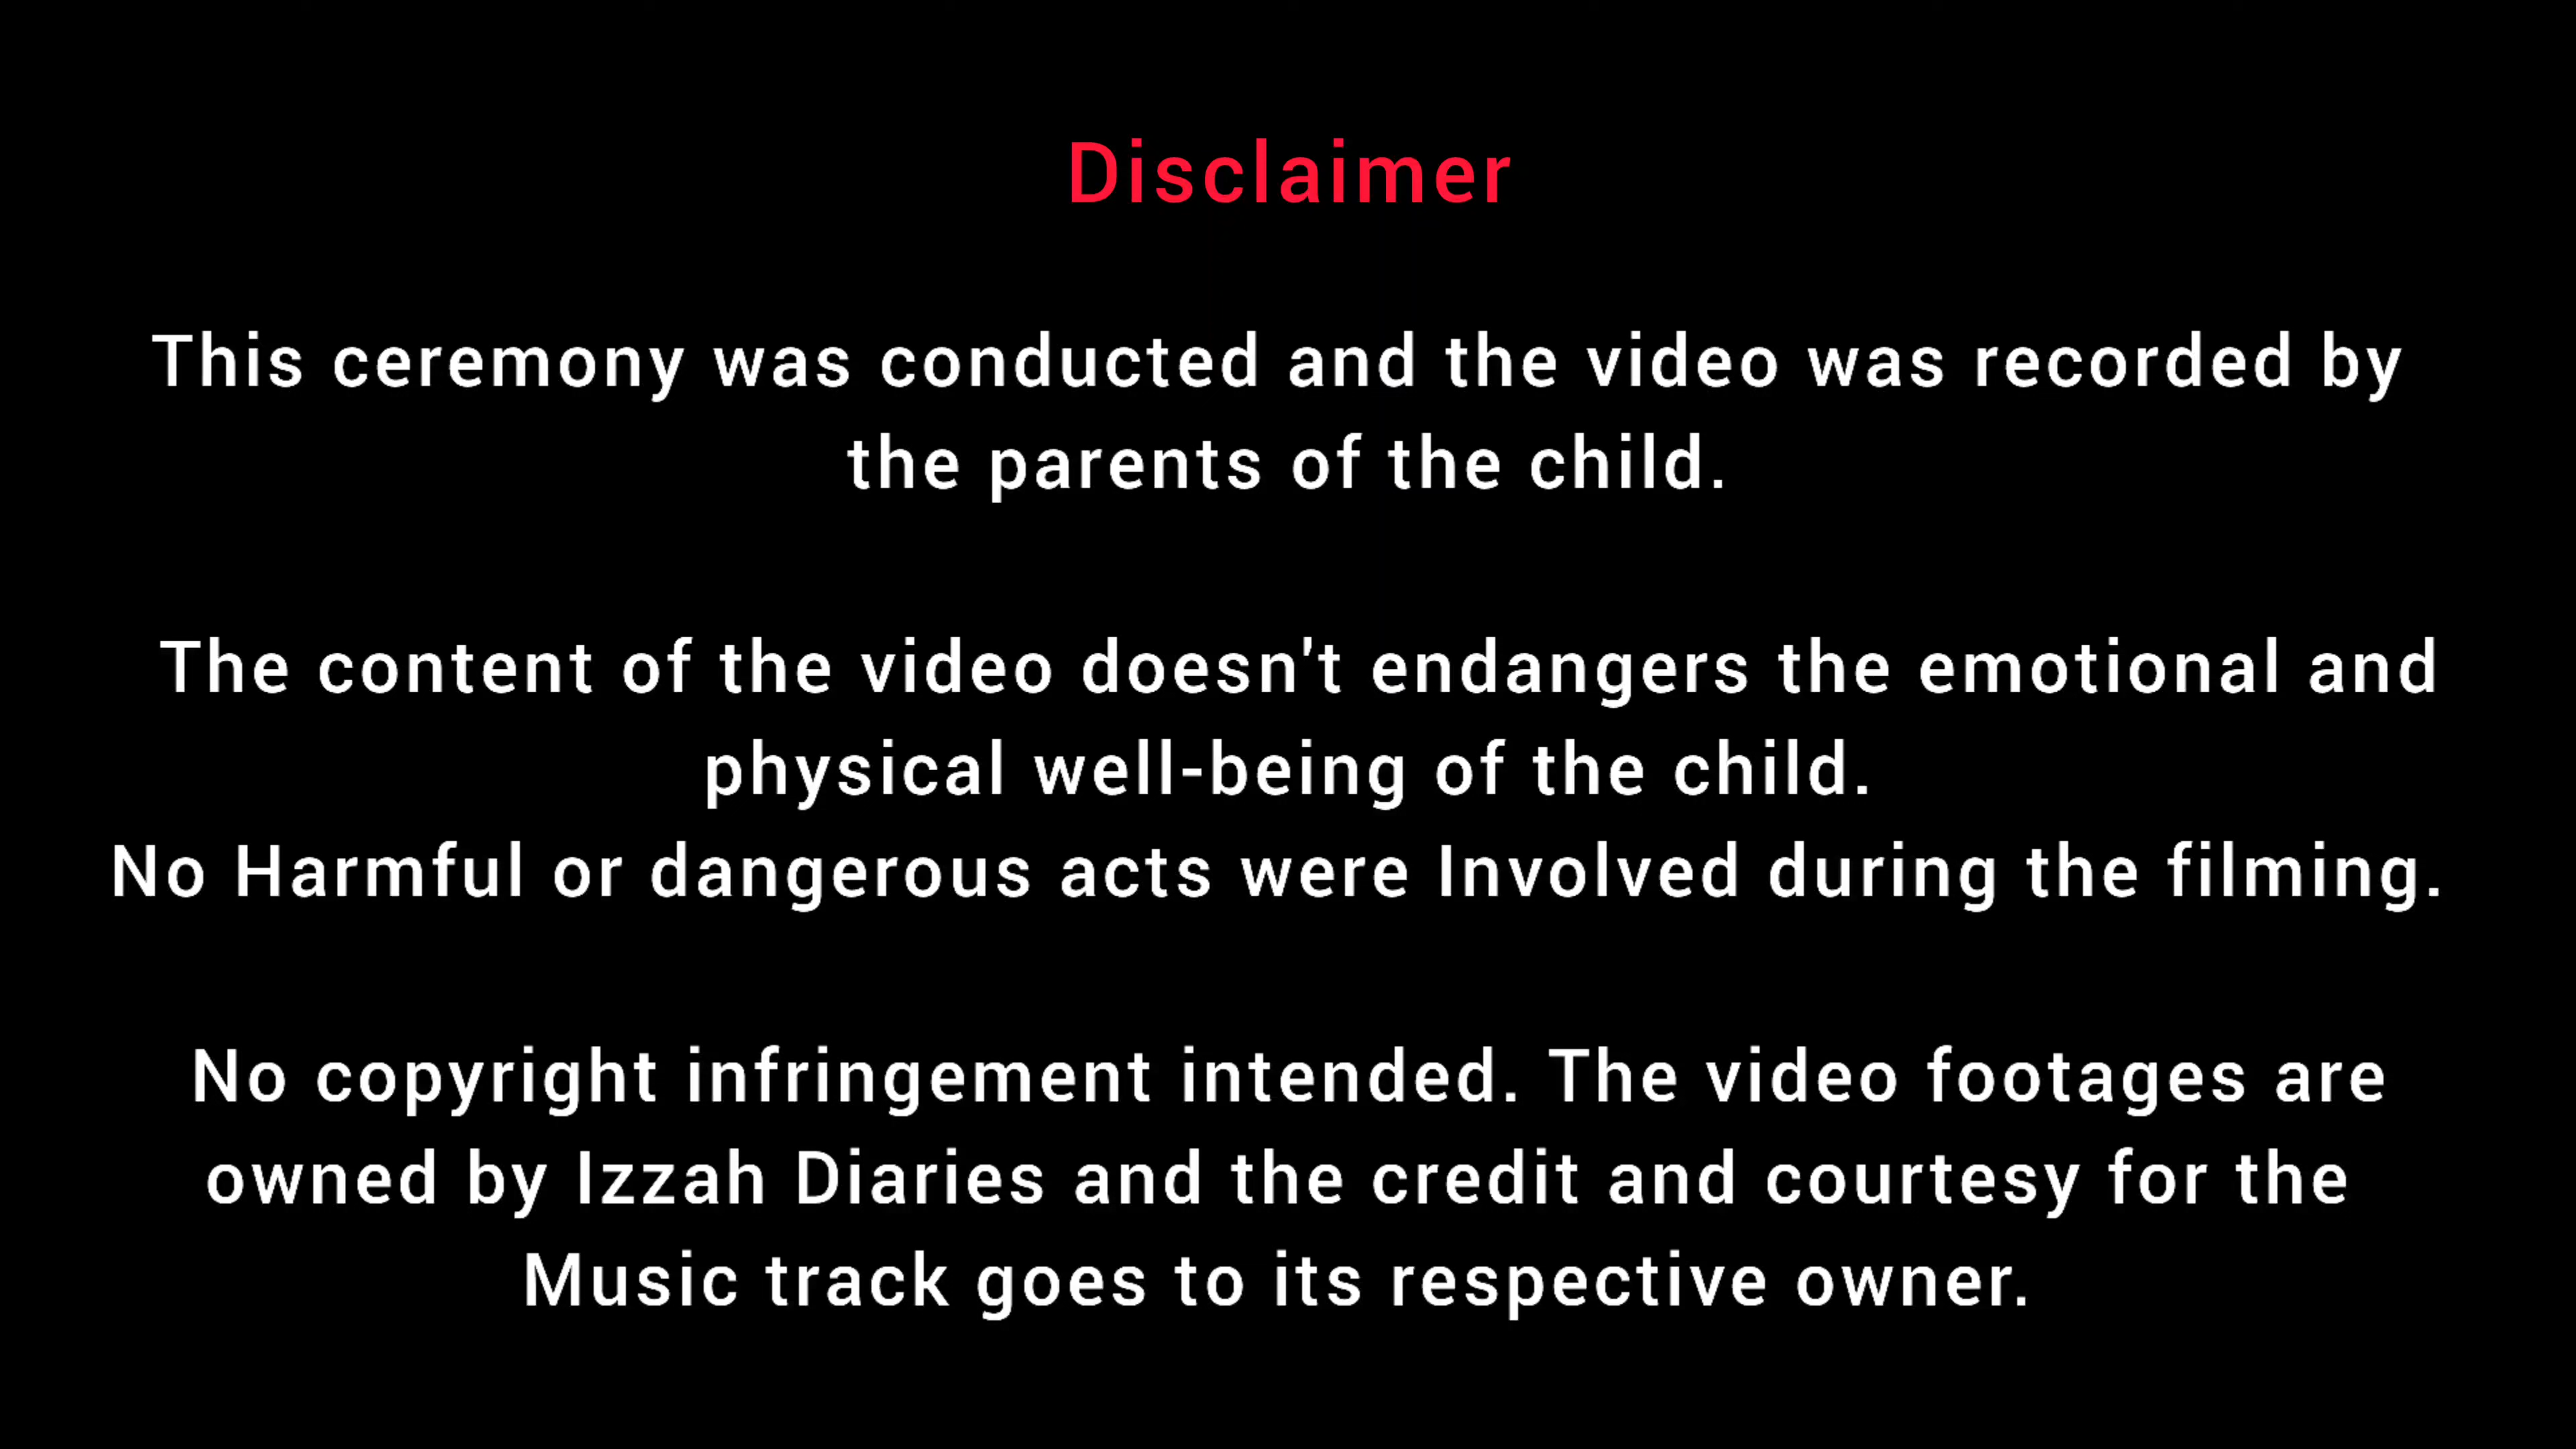 Disclaimer
This ceremony was conducted and the video was recorded by
the parents of the child.
The content of the video doesn't endangers the emotional and
physical well-being of the child.
No Harmful or dangerous acts were Involved during the filming.
No copyright infringement intended. The video footages are
owned by Izzah Diaries and the credit and courtesy for the
Music track goes to its respective owner.